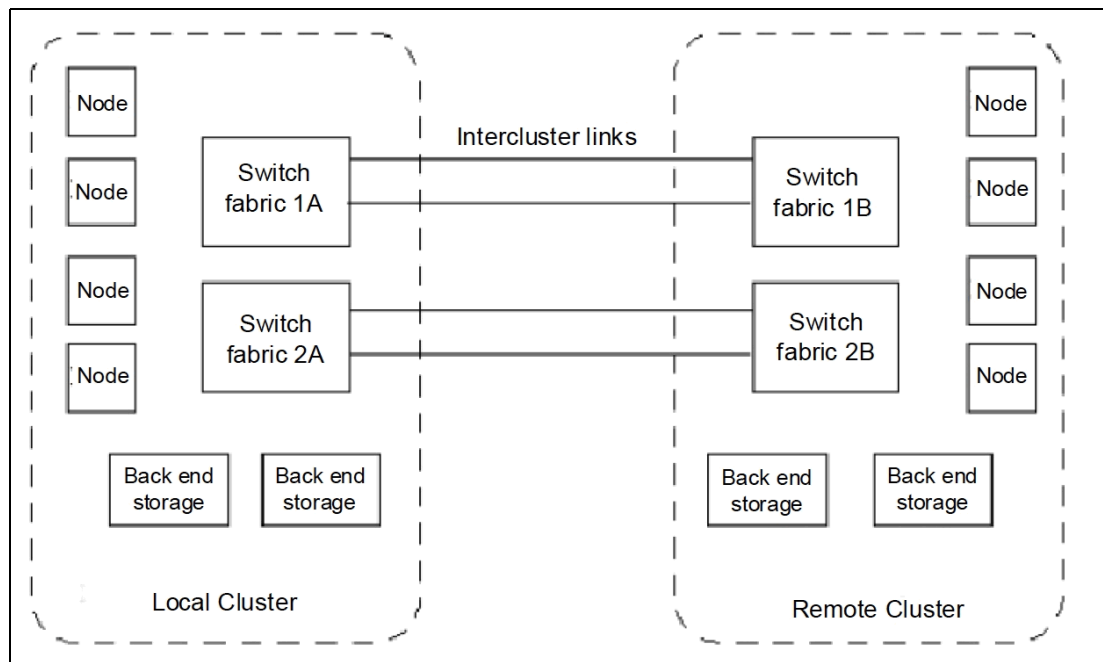 Node
Node
Node
Node
Switch
fabric 1A
Switch
fabric 2A
Back end
storage
Back end
storage
Local Cluster
Intercluster links
Switch
fabric 1B
Switch
fabric 2B
Node
Node
Node
Node
Back end
storage
Back end
storage
Remote Cluster